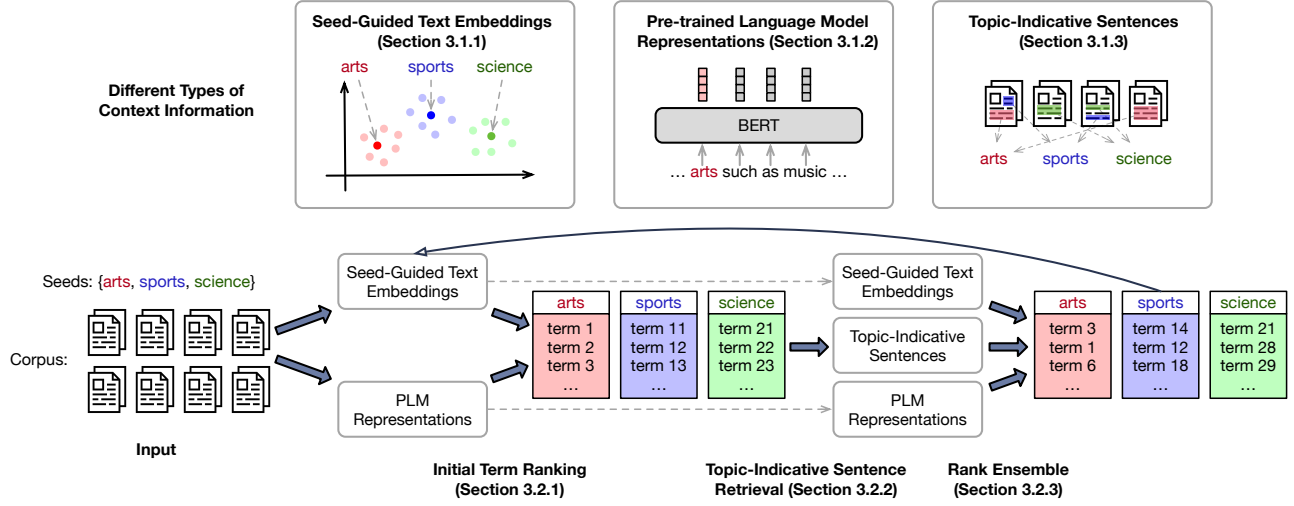 Different Types of
Context Information
Seed-Guided Text Embeddings
(Section 3.1.1)
arts sports science
Pre-trained Language Model
Representations (Section 3.1.2)
BERT
... arts such as music ...
Topic-Indicative Sentences
(Section 3.1.3)
arts sports science
Seeds: {arts, sports, science}
Corpus:
Input
Seed-Guided Text
Embeddings
PLM
Representations
arts sports science
term 1 term 11 term 21
term 2 term 12 term 22
term 3 term 13 term 23
... ... ...
Seed-Guided Text
Embeddings
Topic-Indicative
Sentences
PLM
Representations
arts sports science
term 3 term 14 term 21
term 1 term 12 term 28
term 6 term 18 term 29
... ... ...
Initial Term Ranking
(Section 3.2.1)
Topic-Indicative Sentence
Retrieval (Section 3.2.2)
Rank Ensemble
(Section 3.2.3)